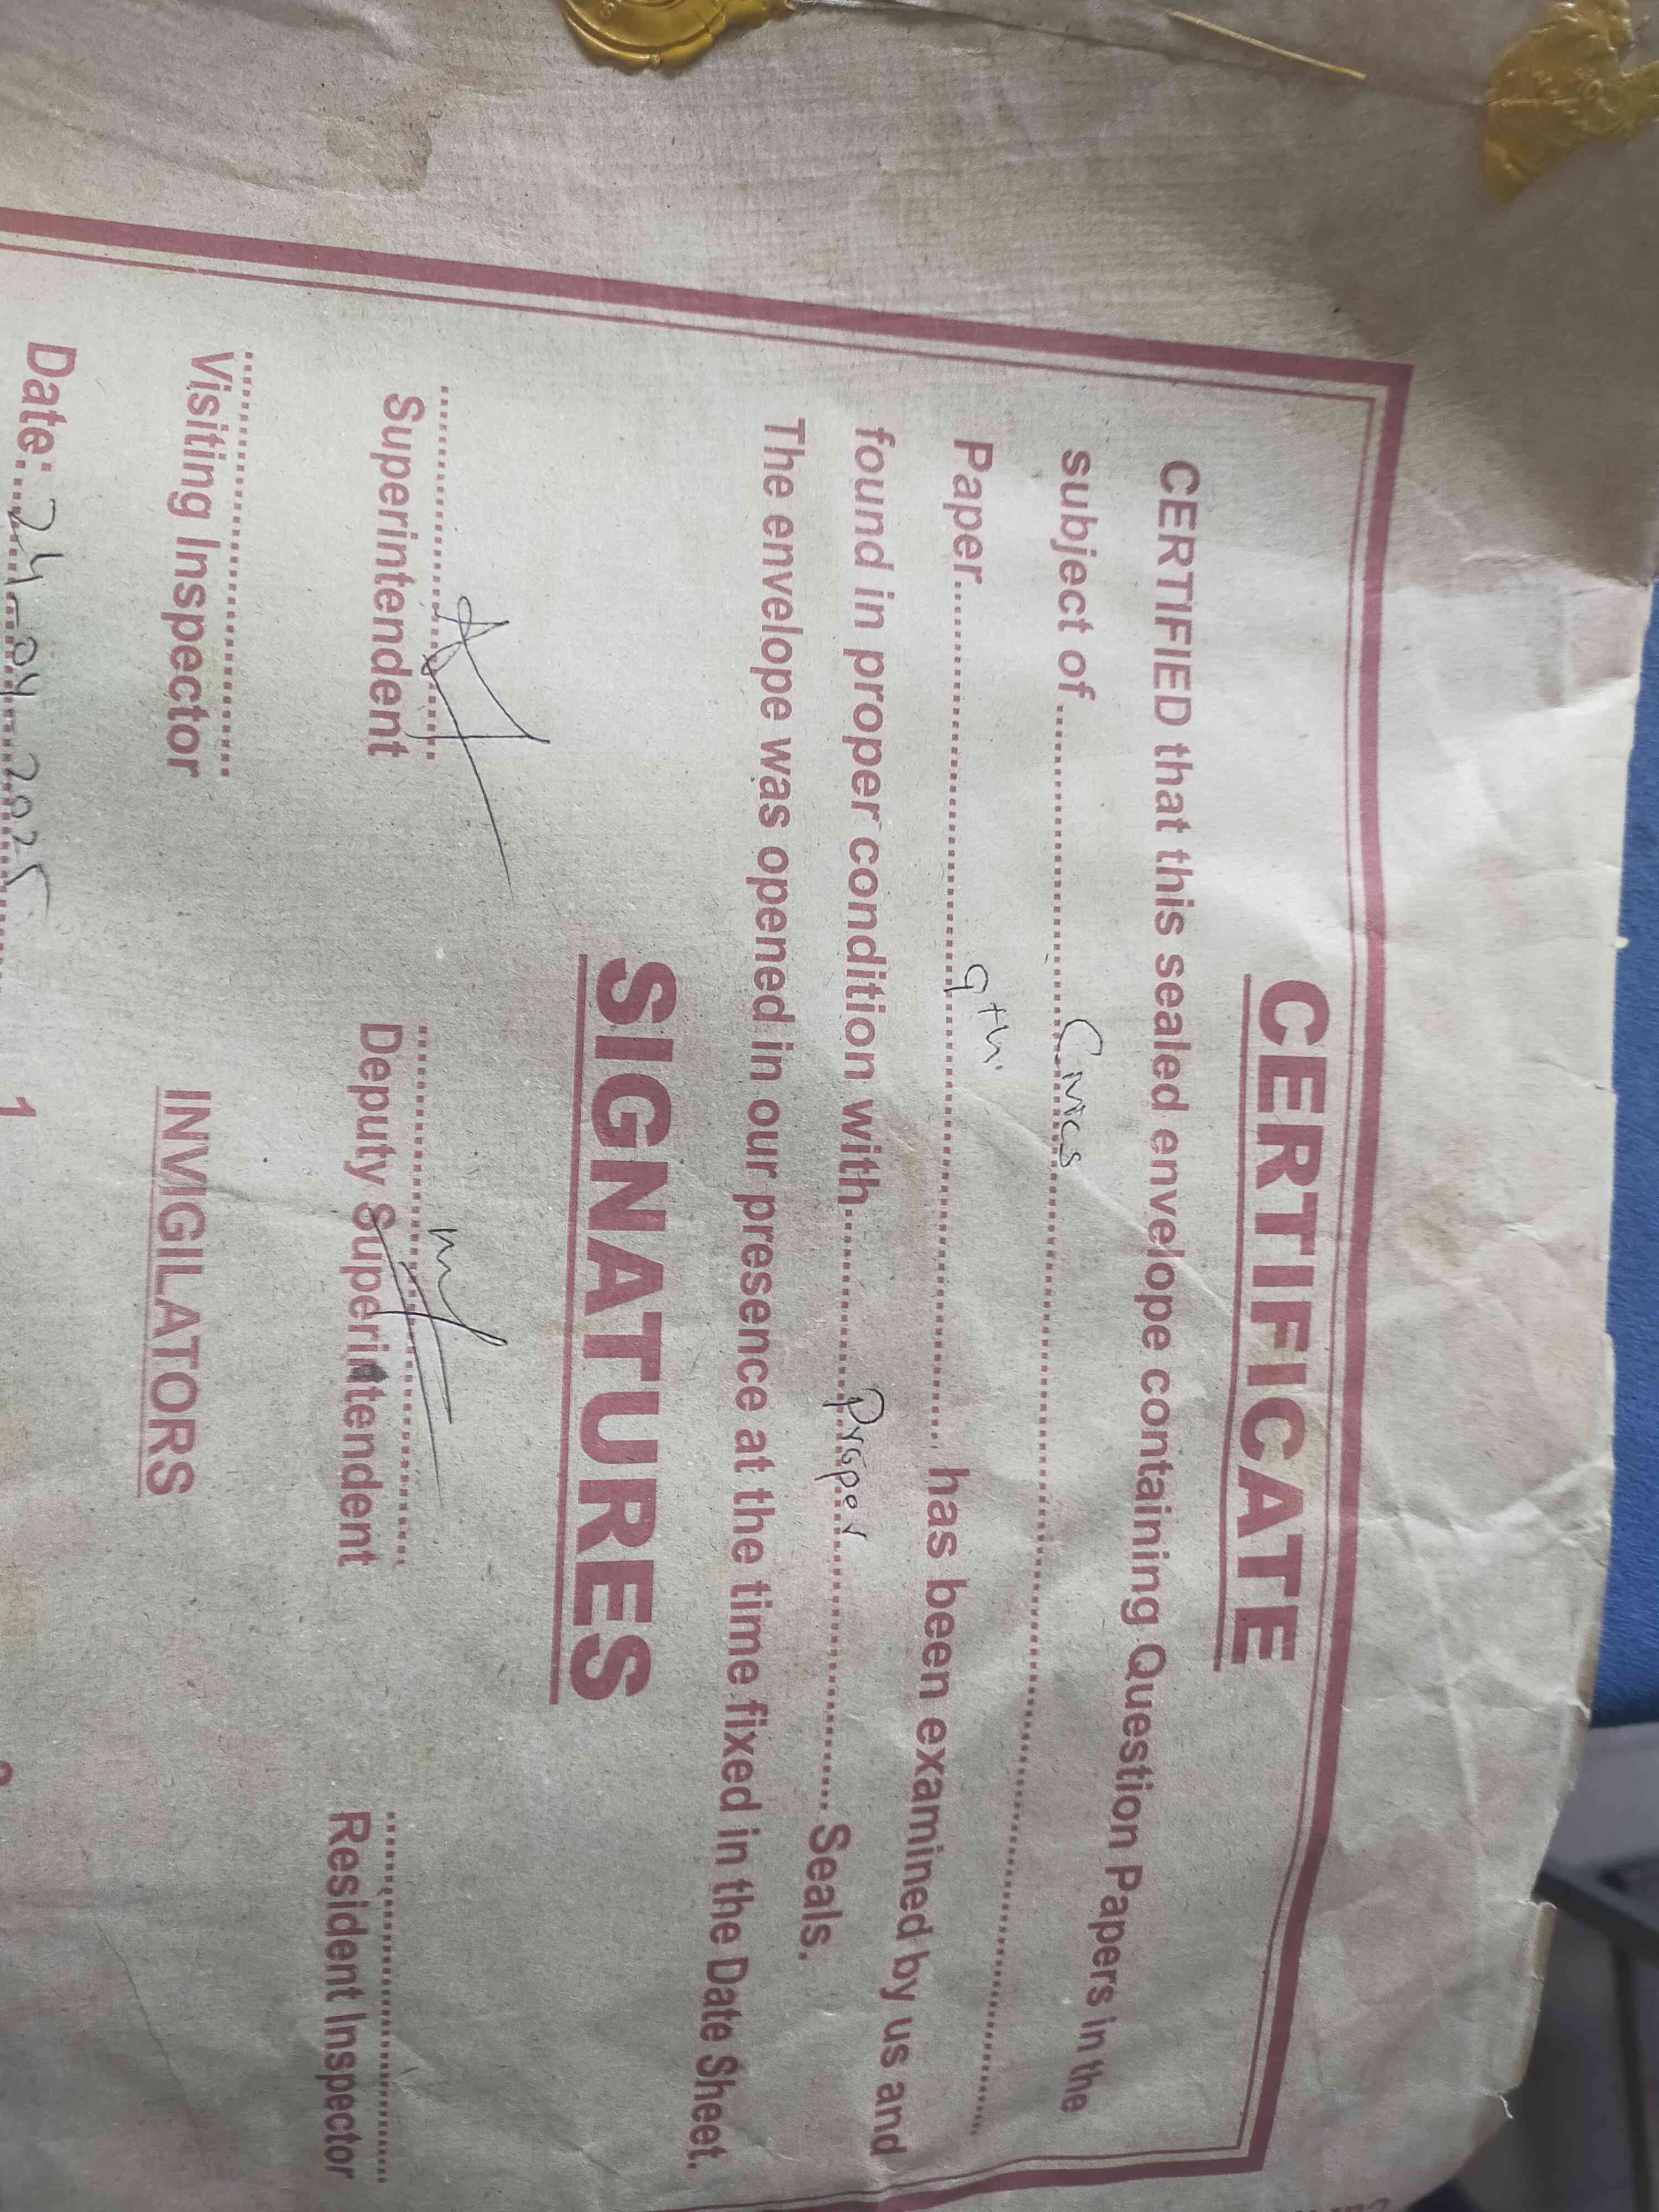 CERTIFICATE
CERTIFIED that this sealed envelope containing Question Papers in the
subject of .......... Civics ..........
Paper.......... 9th. .......... has been examined by us and
found in proper condition with.......... Proper .......... Seals.
The envelope was opened in our presence at the time fixed in the Date Sheet.
SIGNATURES
Superintendent Deputy Superintendent Resident Inspector
Visiting Inspector INVIGILATORS
Date: 24-04-2025 1